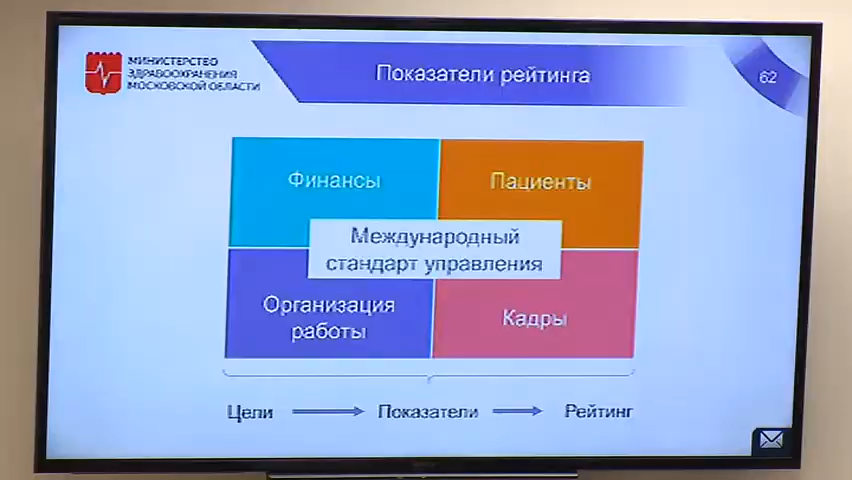 МИНИСТЕРСТВО
ЗДРАВООХРАНЕНИЯ
МОСКОВСКОЙ ОБЛАСТИ
Показатели рейтинга
62
Финансы
Пациенты
Международный
стандарт управления
Организация
работы
Кадры
Цели
Показатели
Рейтинг